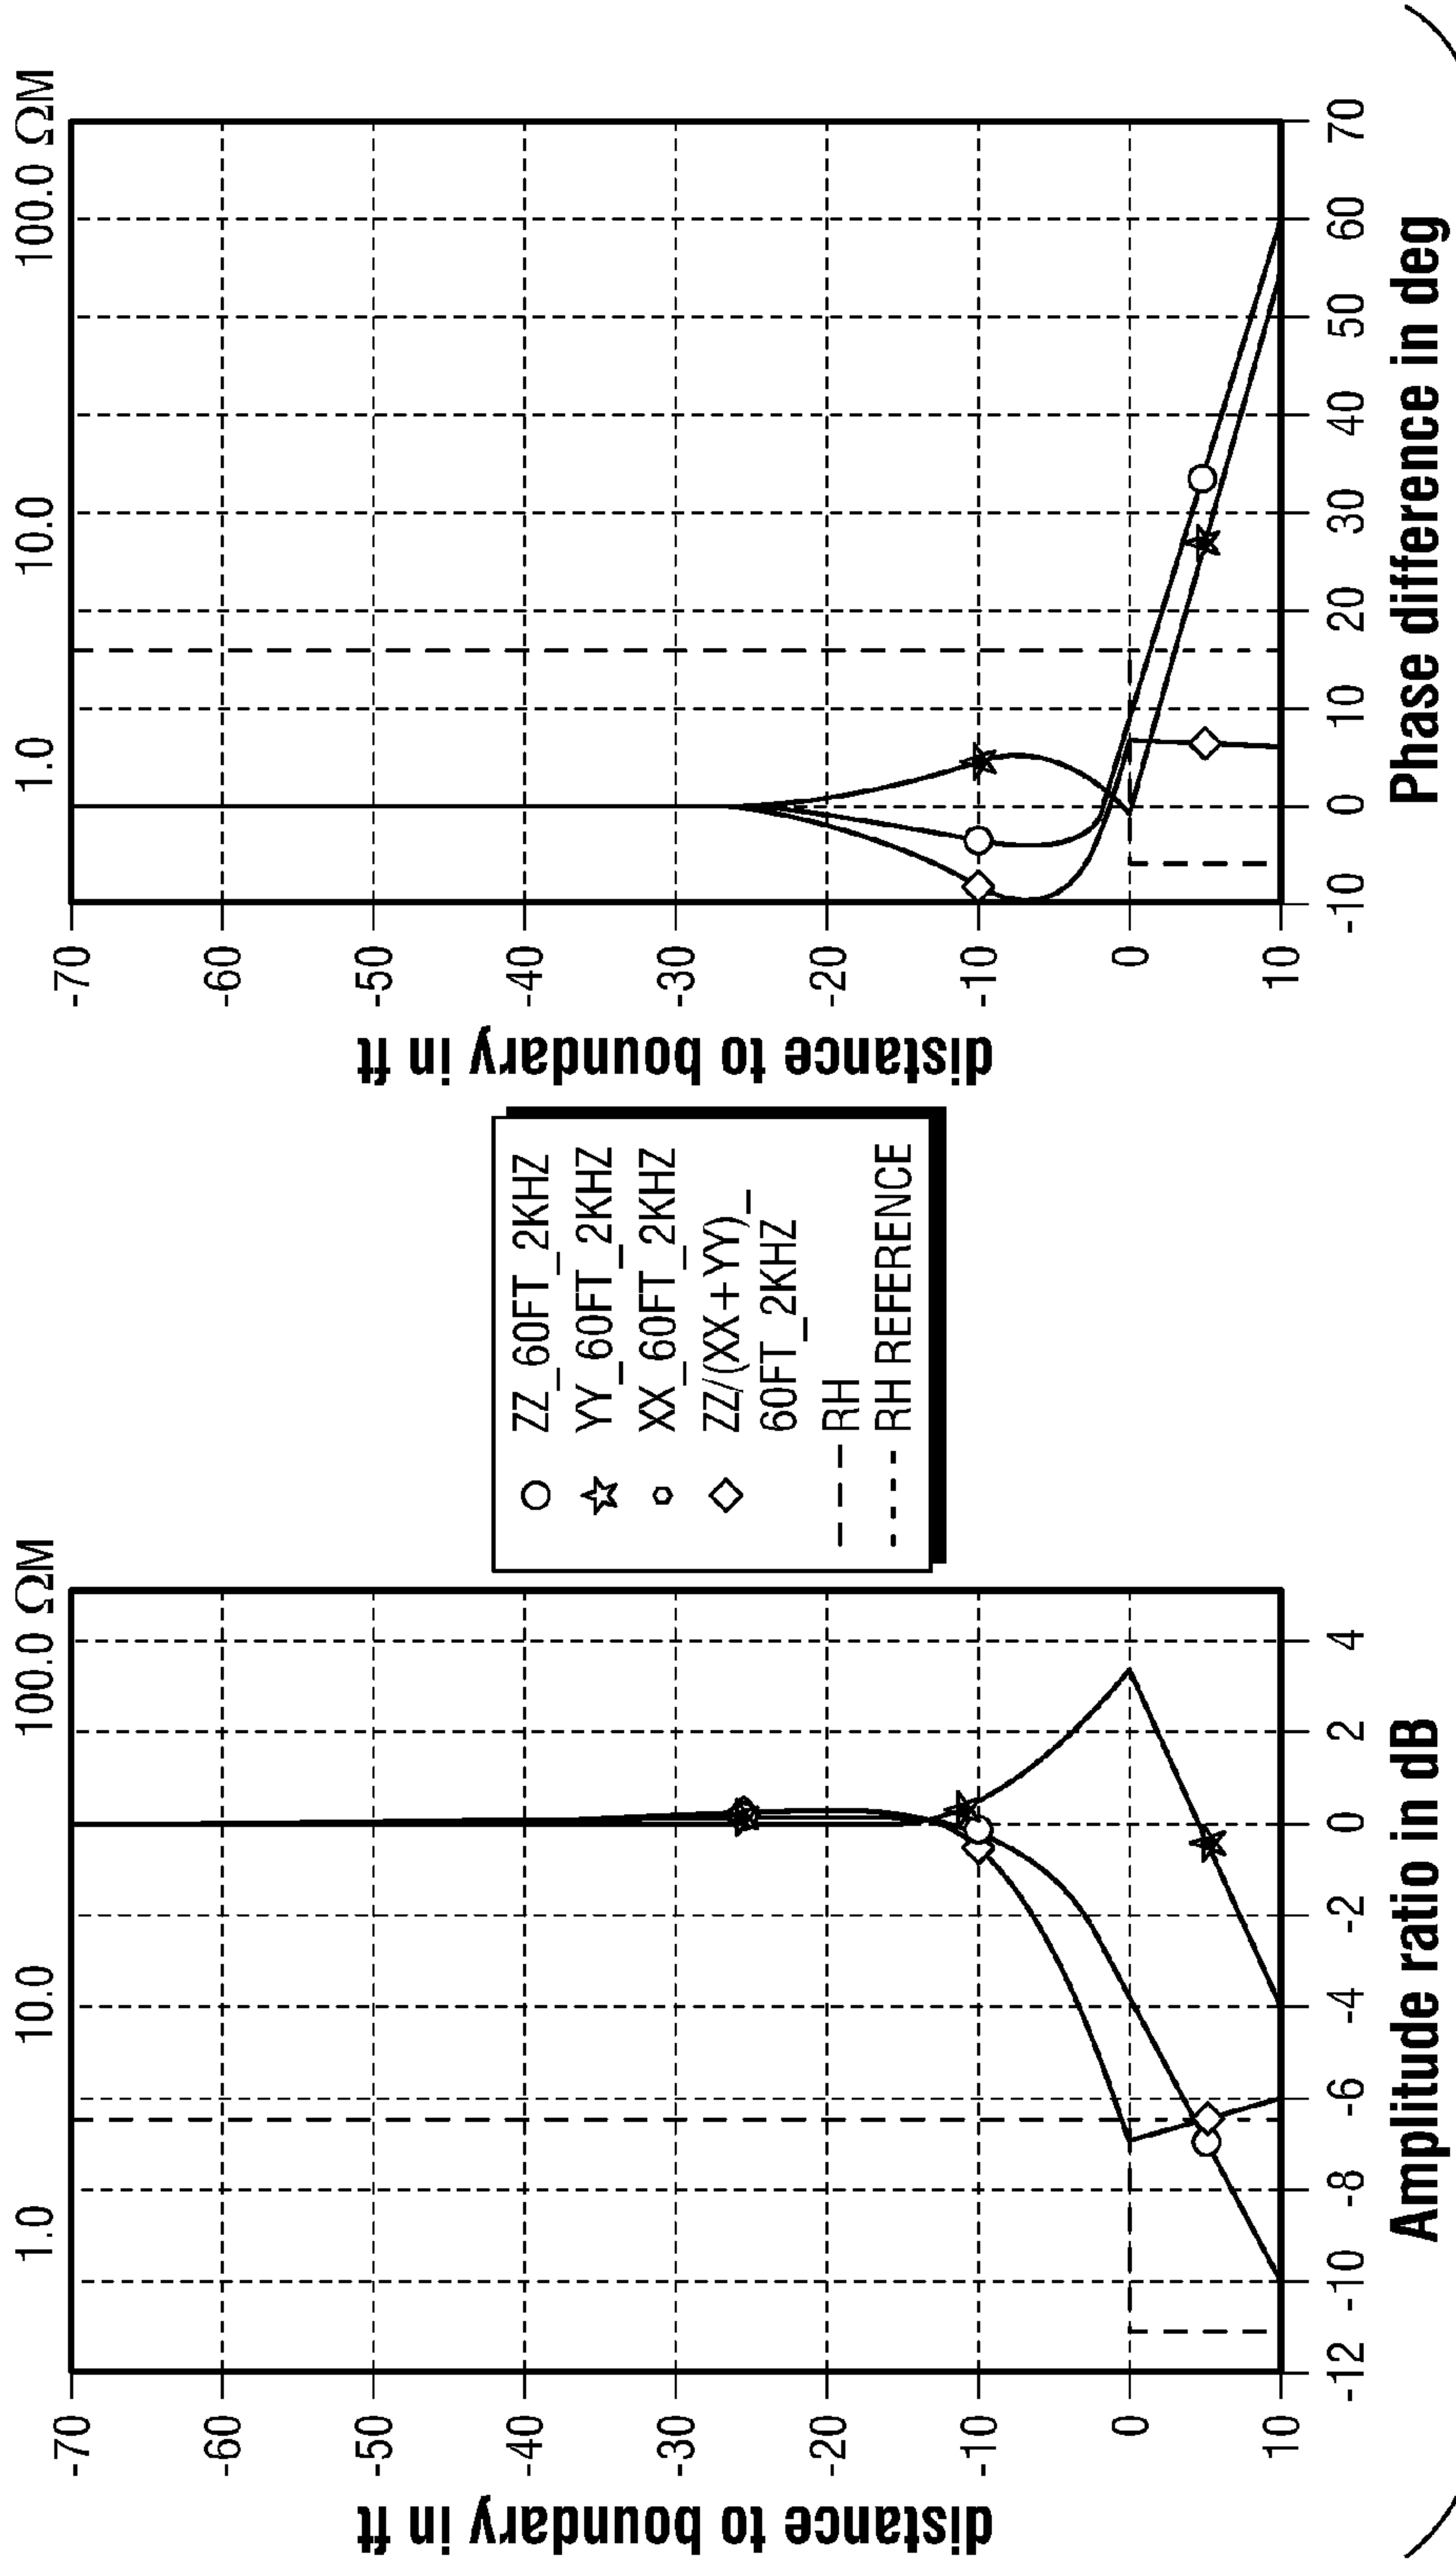 1.0 10.0 100.0 ΩM
distance to boundary in ft
-70
-60
-50
-40
-30
-20
-10
0
10
-12 -10 -8 -6 -4 -2 0 2 4
Amplitude ratio in dB
ZZ_60FT_2KHZ
YY_60FT_2KHZ
XX_60FT_2KHZ
ZZ/(XX+YY)_
60FT_2KHZ
RH
RH REFERENCE
1.0 10.0 100.0 ΩM
distance to boundary in ft
-70
-60
-50
-40
-30
-20
-10
0
10
-10 0 10 20 30 40 50 60 70
Phase difference in deg